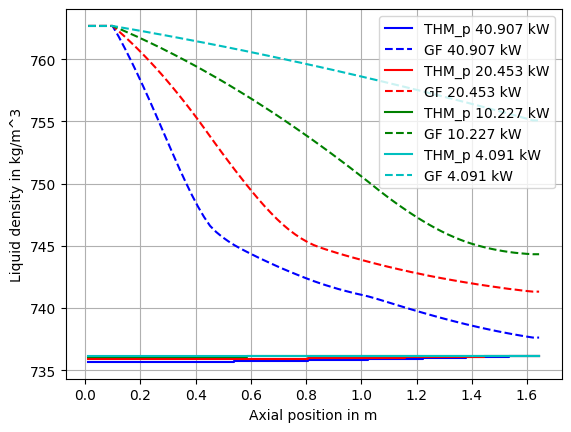 THM_p 40.907 kW
GF 40.907 kW
THM_p 20.453 kW
GF 20.453 kW
THM_p 10.227 kW
GF 10.227 kW
THM_p 4.091 kW
GF 4.091 kW
Liquid density in kg/m^3
760
755
750
745
740
735
0.0 0.2 0.4 0.6 0.8 1.0 1.2 1.4 1.6
Axial position in m